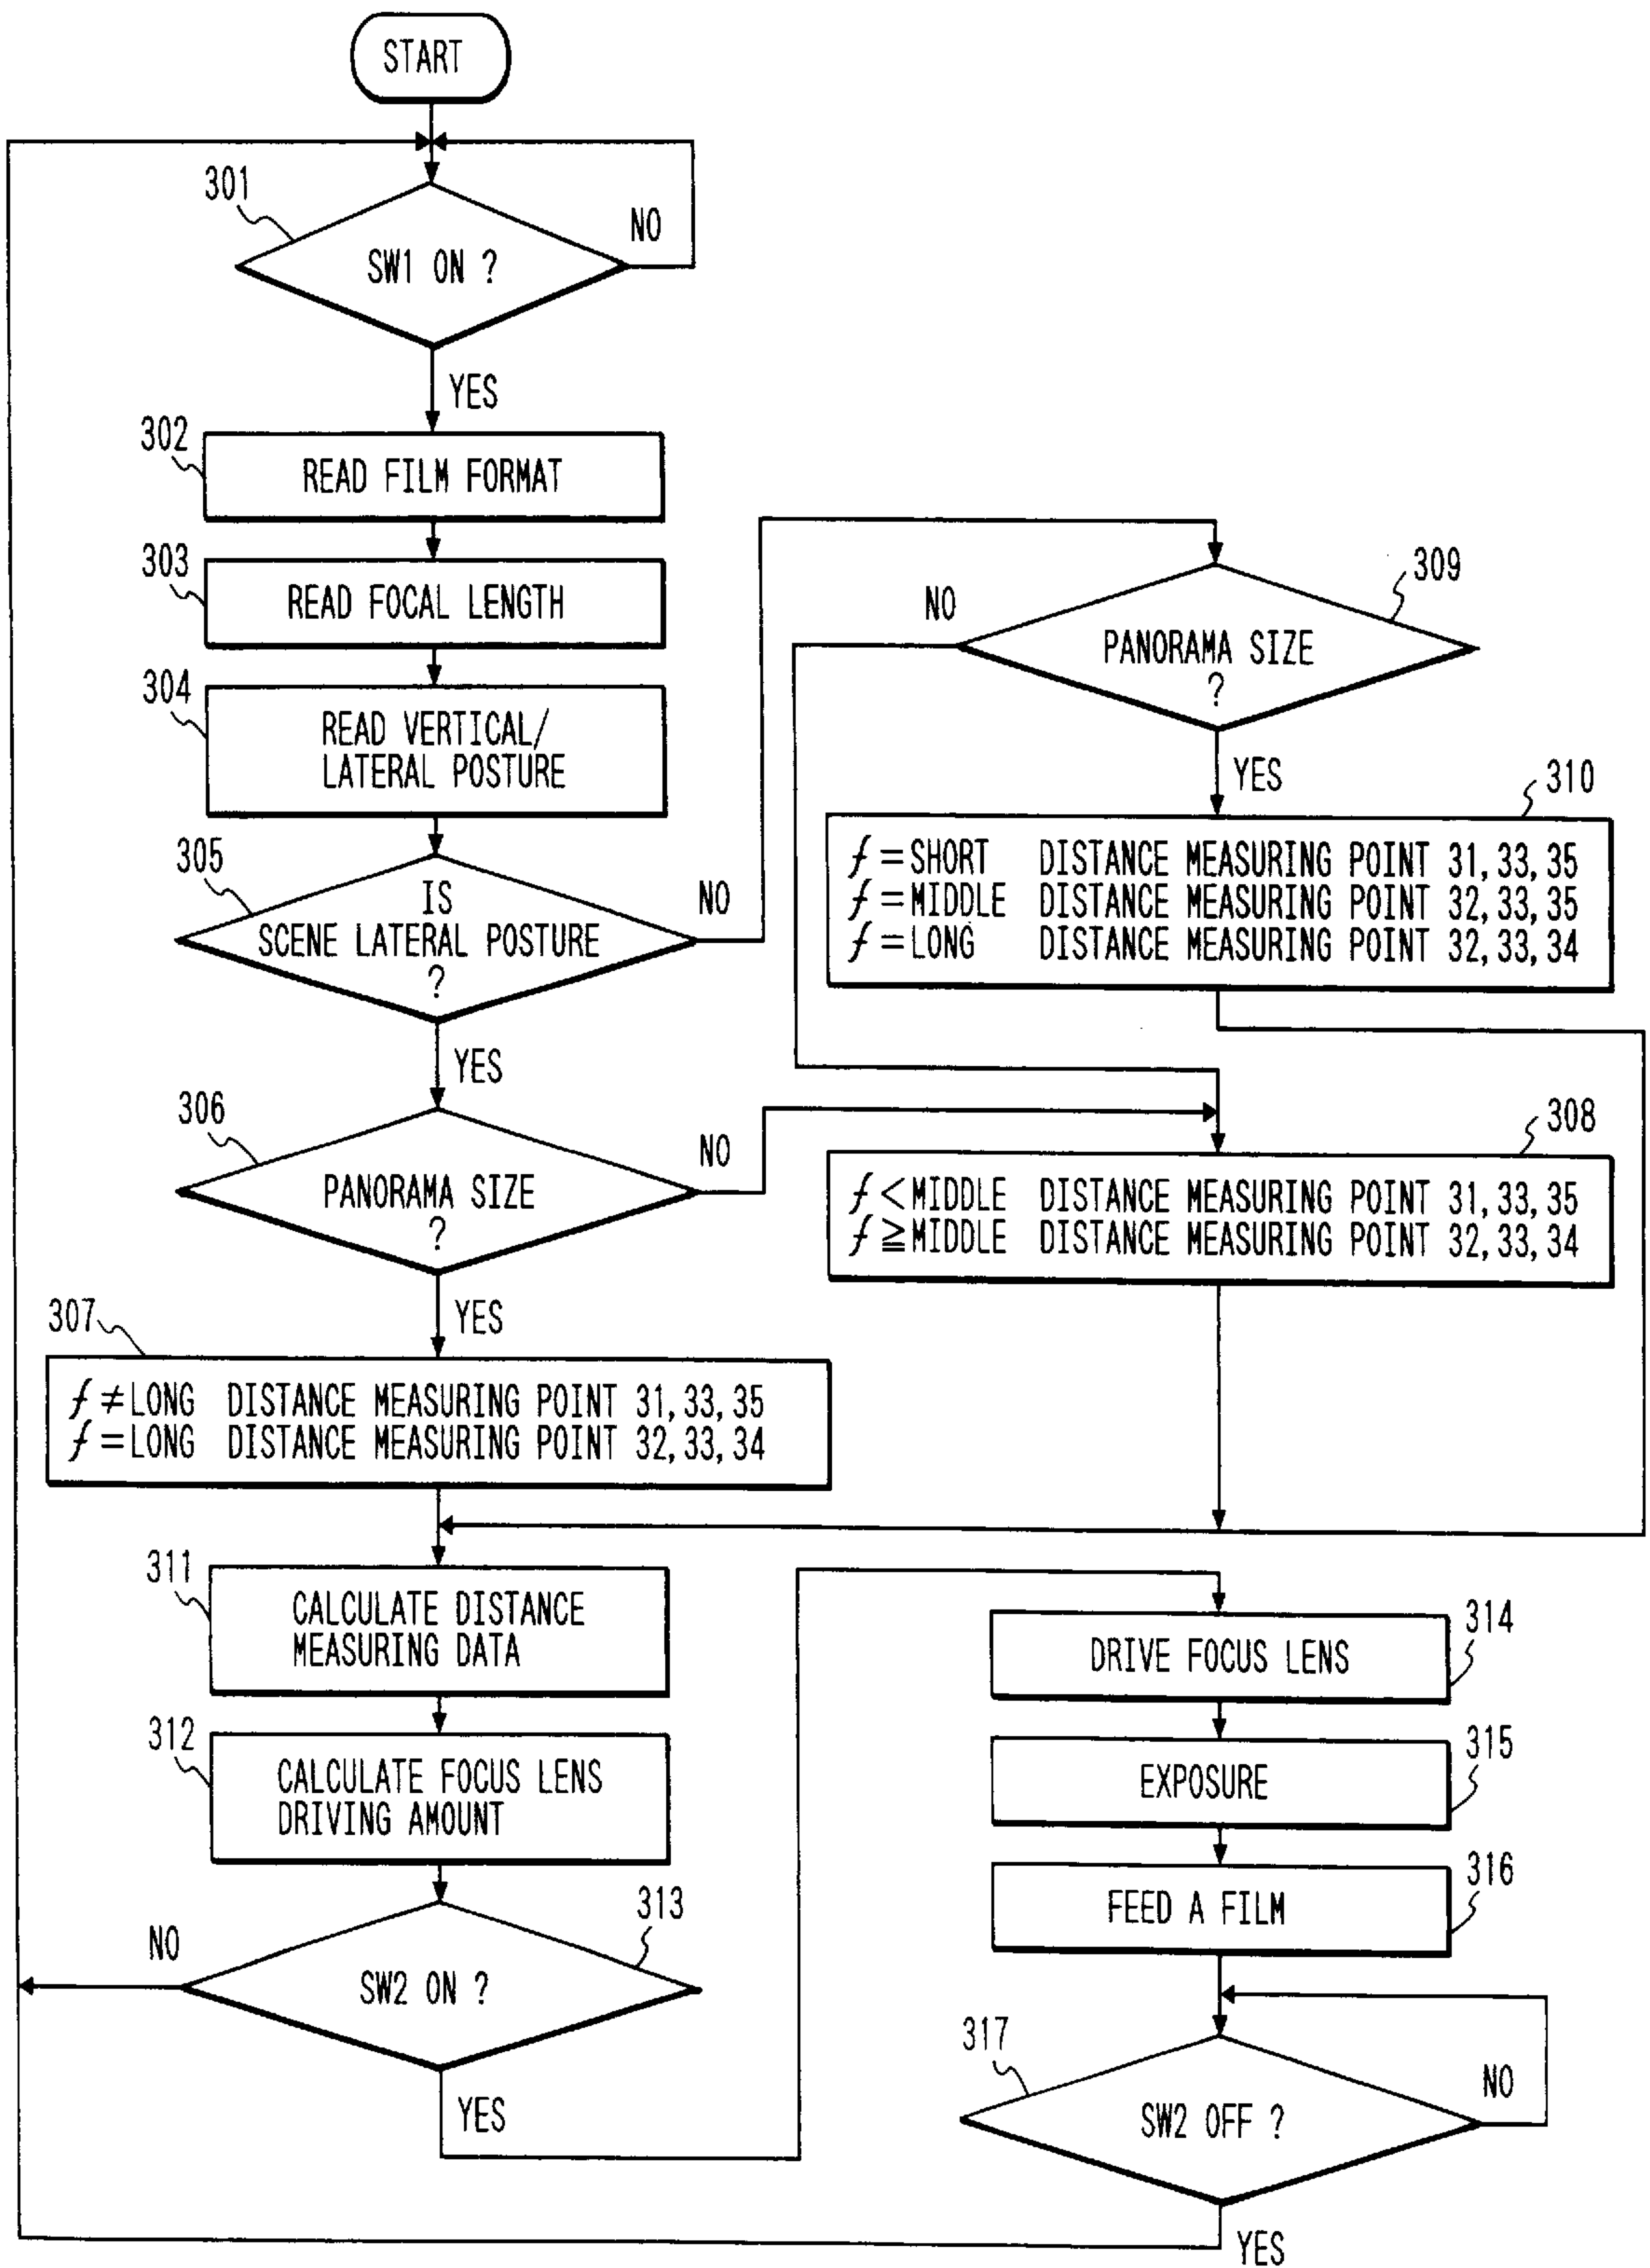 START
301
SW1 ON ?
NO
YES
302
READ FILM FORMAT
303
READ FOCAL LENGTH
304
READ VERTICAL/
LATERAL POSTURE
305
IS
SCENE LATERAL POSTURE
?
NO
YES
306
PANORAMA SIZE
?
NO
YES
307
f ≠ LONG DISTANCE MEASURING POINT 31, 33, 35
f = LONG DISTANCE MEASURING POINT 32, 33, 34
309
NO
PANORAMA SIZE
?
YES
310
f = SHORT DISTANCE MEASURING POINT 31, 33, 35
f = MIDDLE DISTANCE MEASURING POINT 32, 33, 35
f = LONG DISTANCE MEASURING POINT 32, 33, 34
308
f < MIDDLE DISTANCE MEASURING POINT 31, 33, 35
f ≧ MIDDLE DISTANCE MEASURING POINT 32, 33, 34
311
CALCULATE DISTANCE
MEASURING DATA
312
CALCULATE FOCUS LENS
DRIVING AMOUNT
313
NO
SW2 ON ?
YES
314
DRIVE FOCUS LENS
315
EXPOSURE
316
FEED A FILM
317
SW2 OFF ?
NO
YES